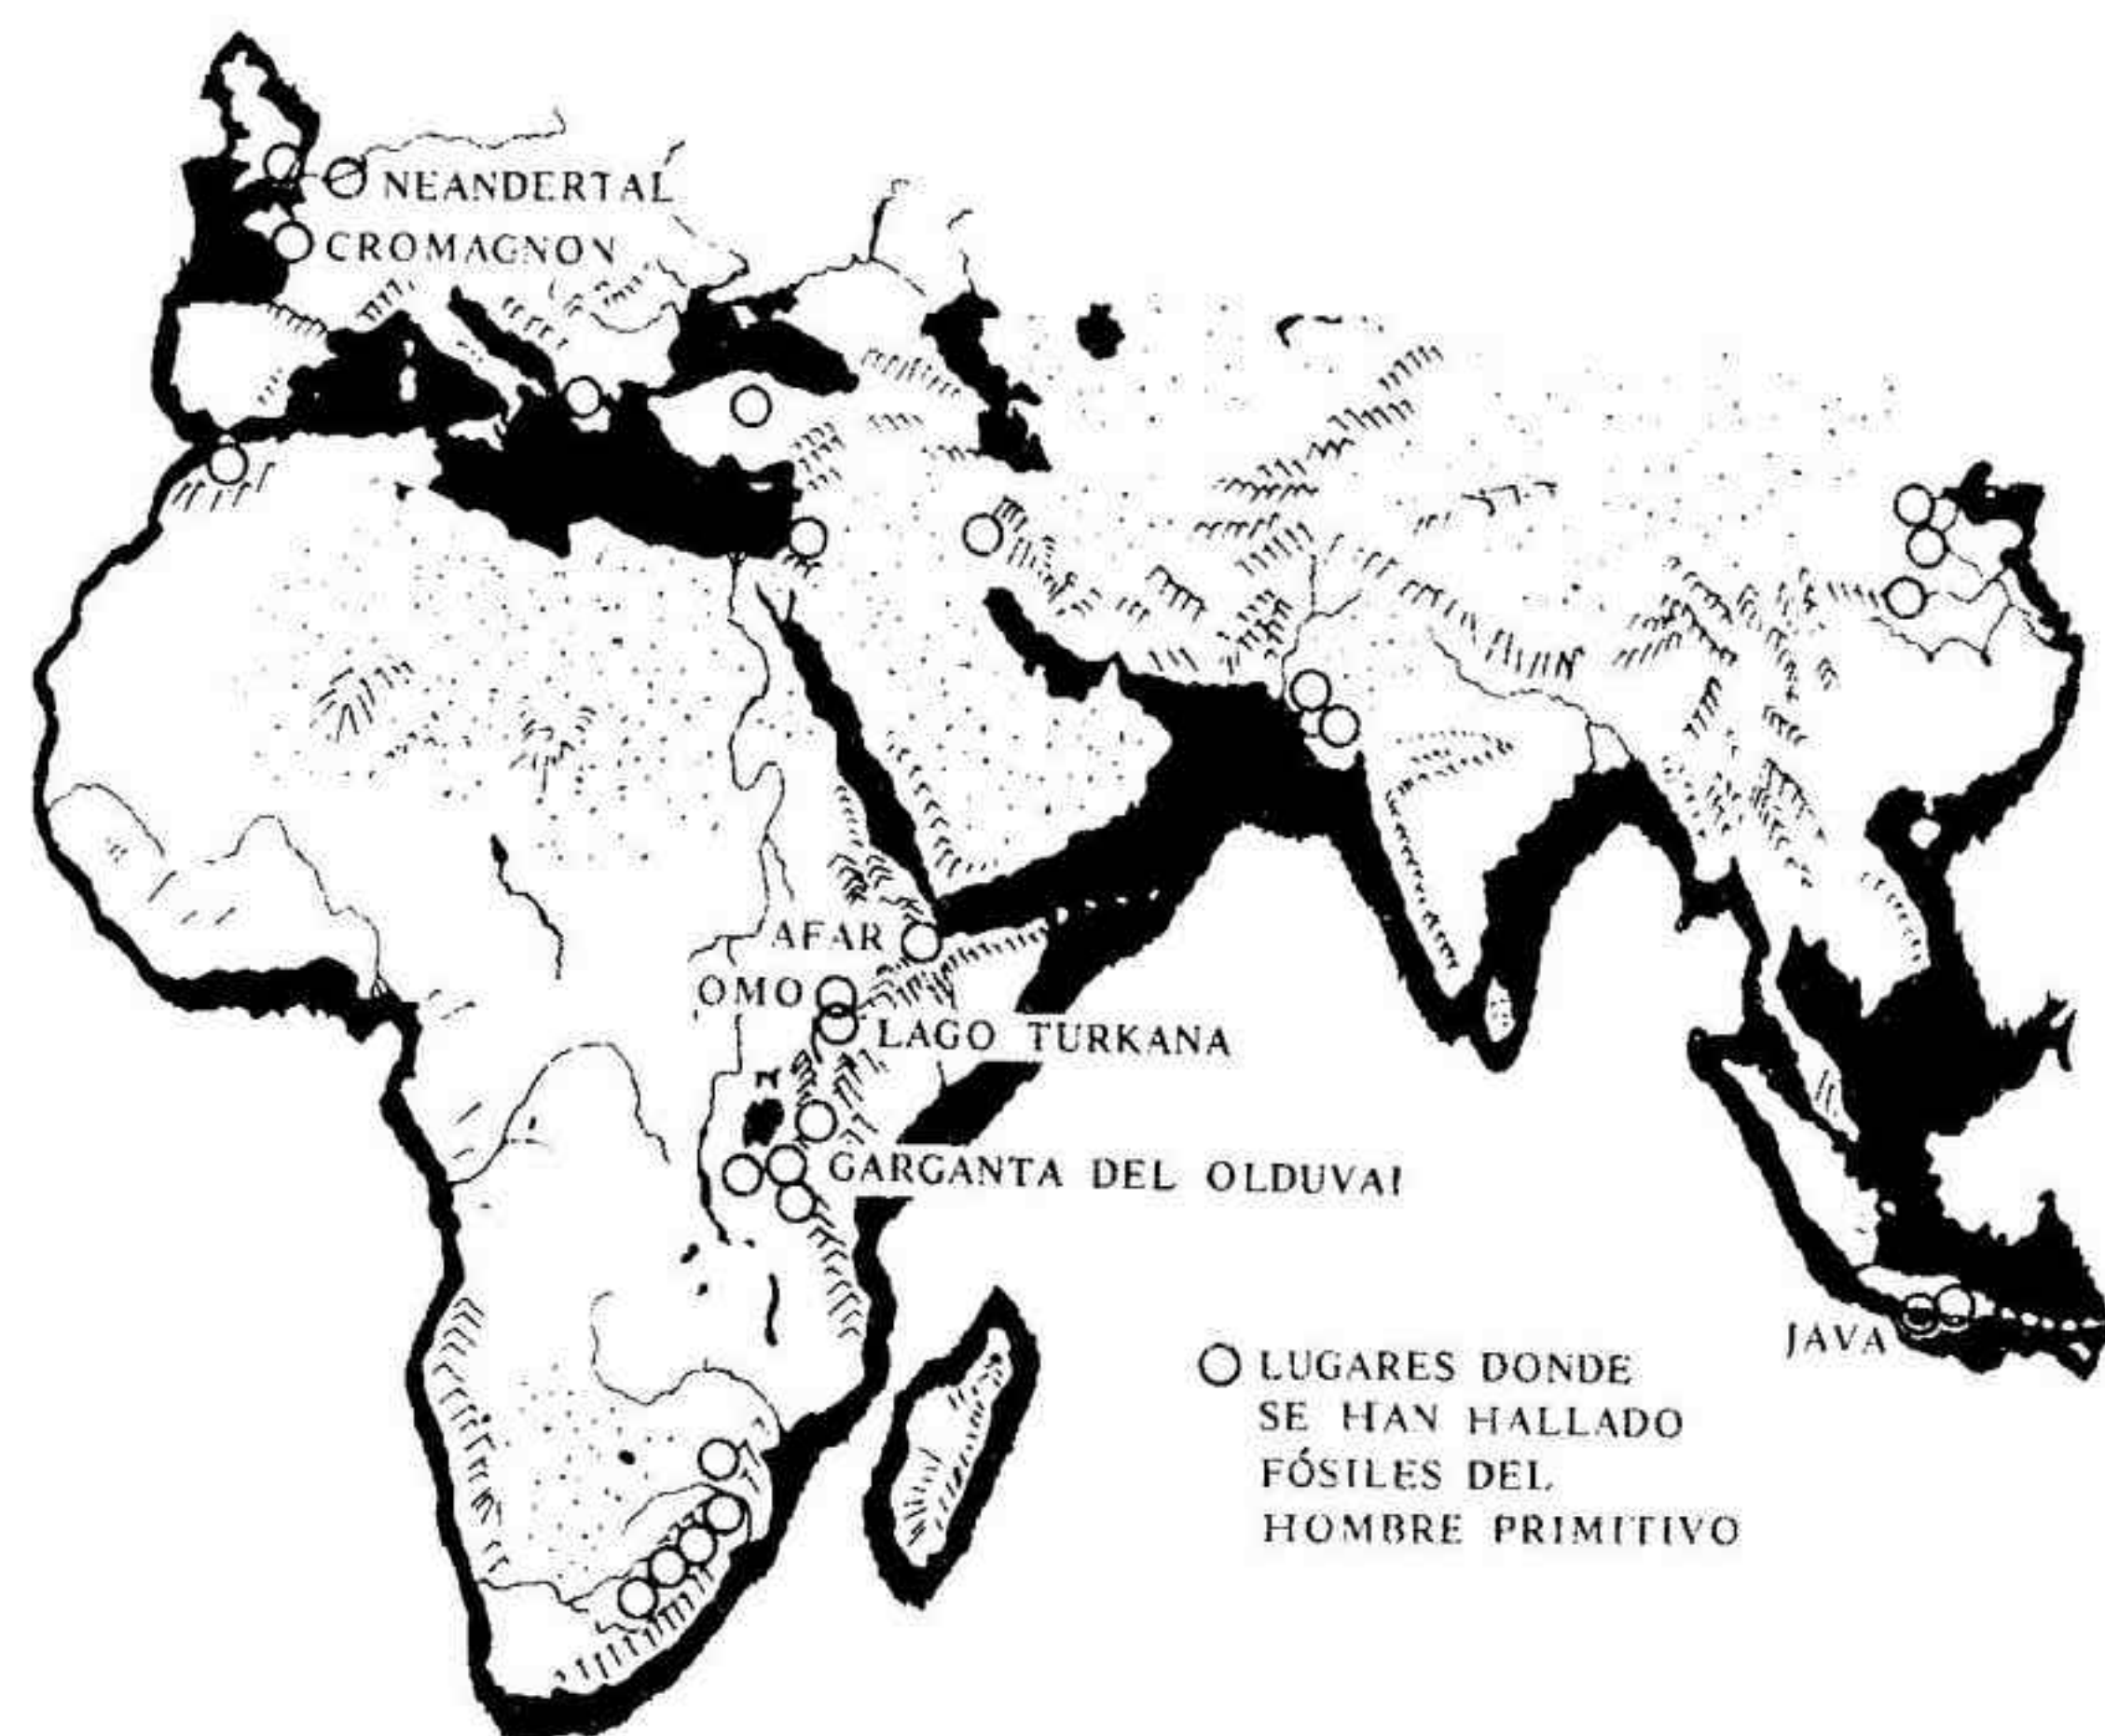 NEANDERTAL
CROMAGNON
AFAR
OMO
LAGO TURKANA
GARGANTA DEL OLDUVAI
JAVA
LUGARES DONDE
SE HAN HALLADO
FÓSILES DEL
HOMBRE PRIMITIVO